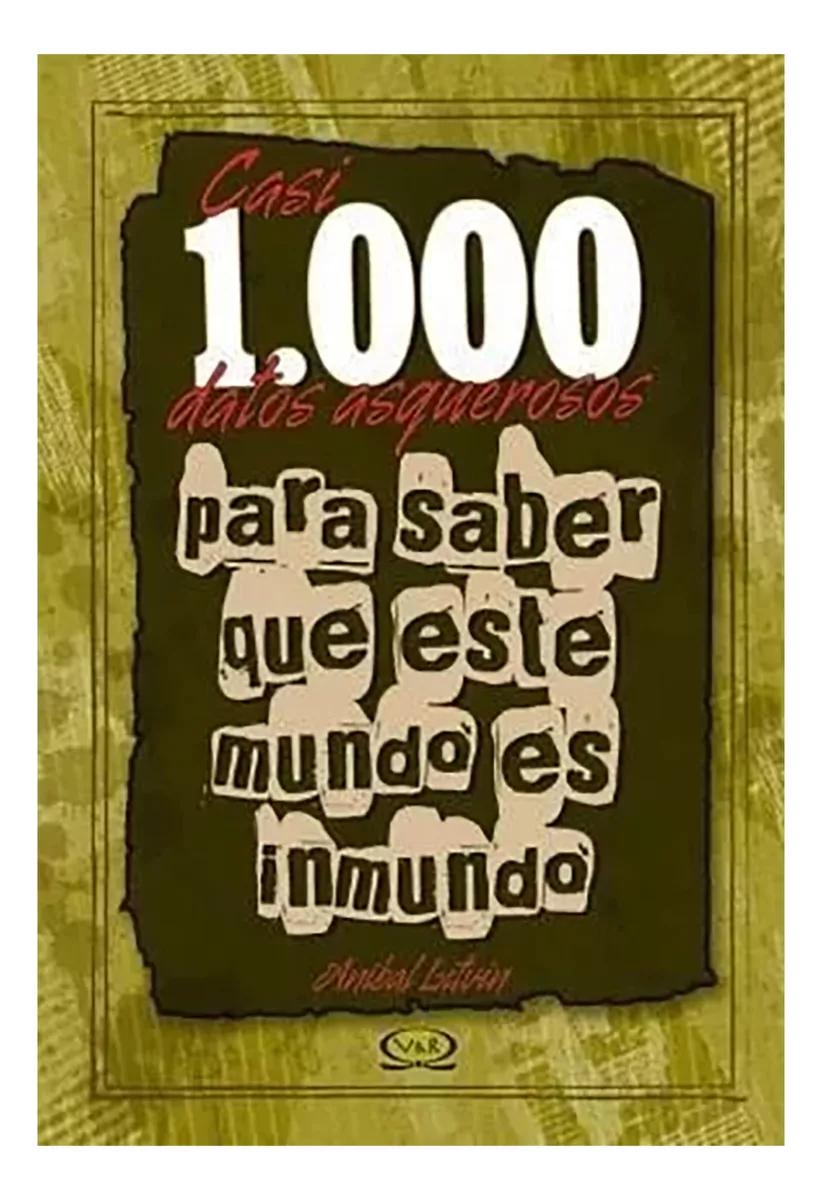 Casi
1.000
datos asquerosos
para saber
que este
mundo es
inmundo
Aníbal Litvin
V&R